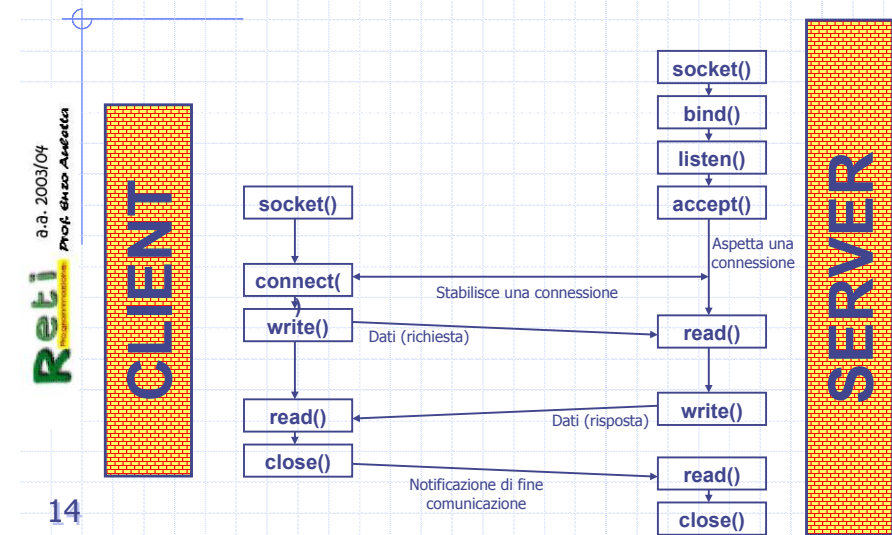 a.a. 2003/04
Prof. Enzo Auletta
Reti
CLIENT
SERVER
socket()
bind()
listen()
accept()
Aspetta una
connessione
socket()
connect(
)
Stabilisce una connessione
write()
Dati (richiesta)
read()
write()
Dati (risposta)
read()
close()
Notificazione di fine
comunicazione
read()
close()
14